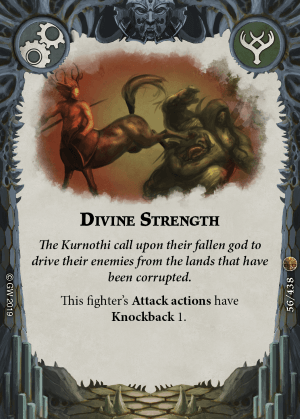 DIVINE STRENGTH
The Kurnothi call upon their fallen god to
drive their enemies from the lands that have
been corrupted.
This fighter's Attack actions have
Knockback 1.
© GW 2019
56/438